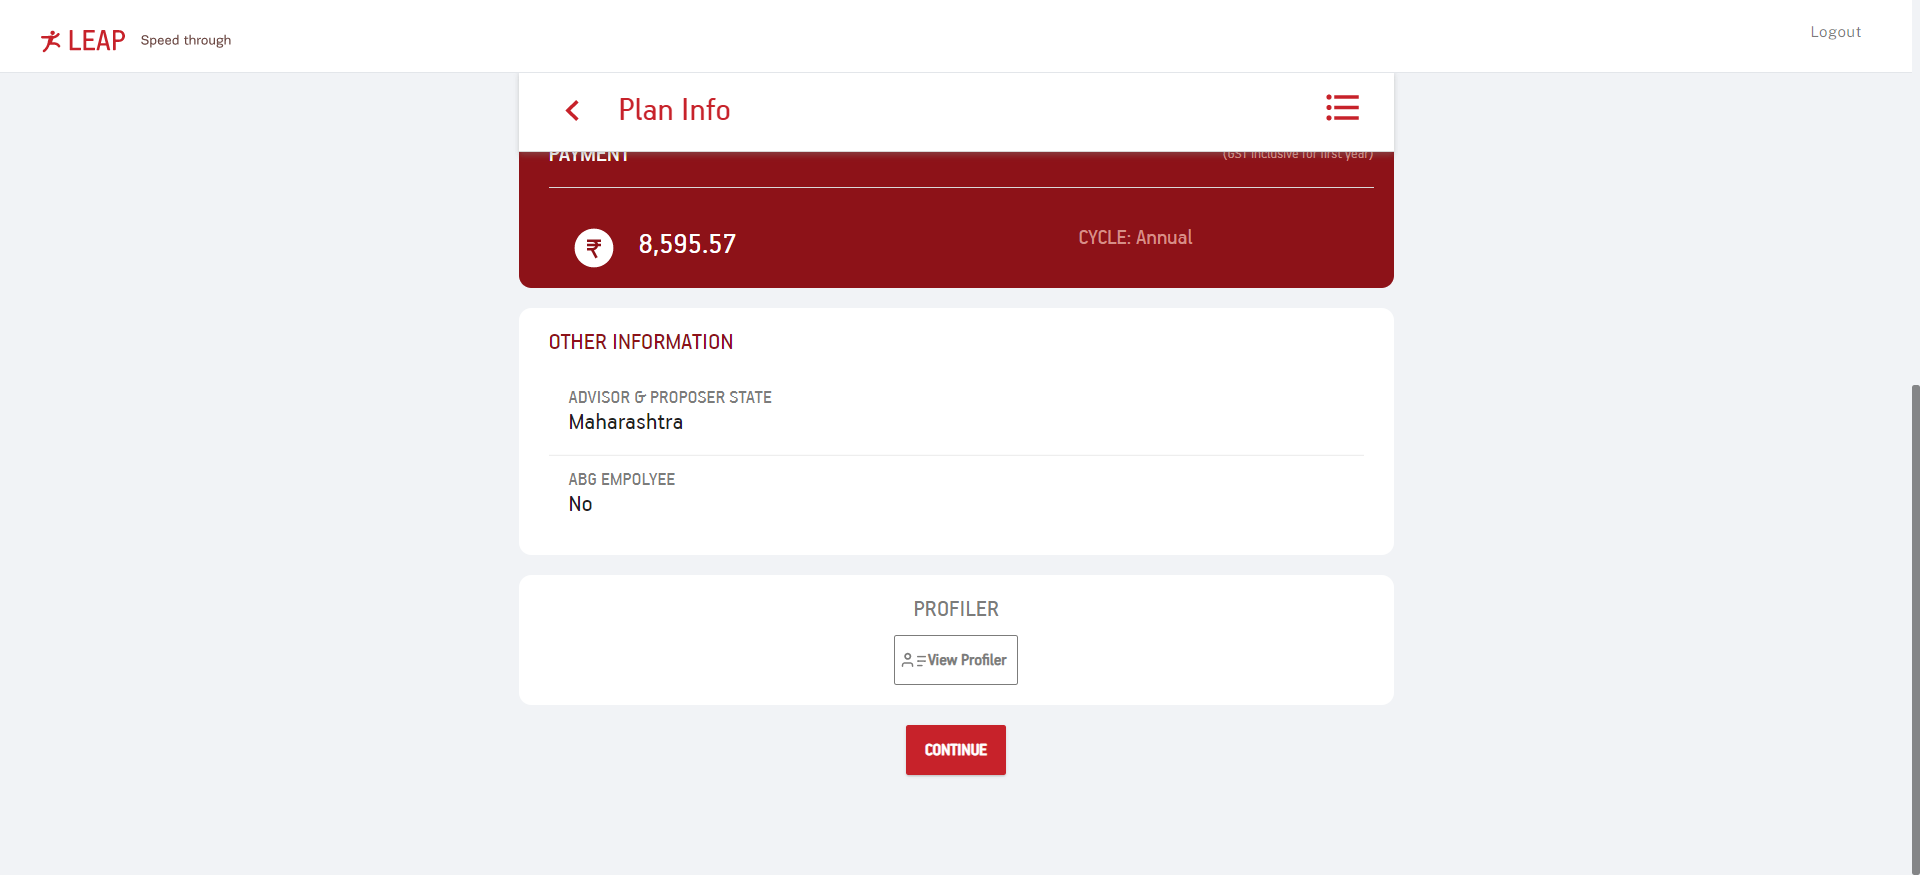 LEAP Speed through
Logout
Plan Info
PAYMENT
(GST inclusive for first year)
₹ 8,595.57
CYCLE: Annual
OTHER INFORMATION
ADVISOR & PROPOSER STATE
Maharashtra
ABG EMPOLYEE
No
PROFILER
View Profiler
CONTINUE